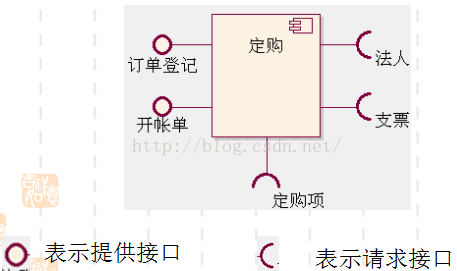 定购
订单登记
法人
开帐单
支票
http://blog.csdn.net/
定购项
表示提供接口
表示请求接口